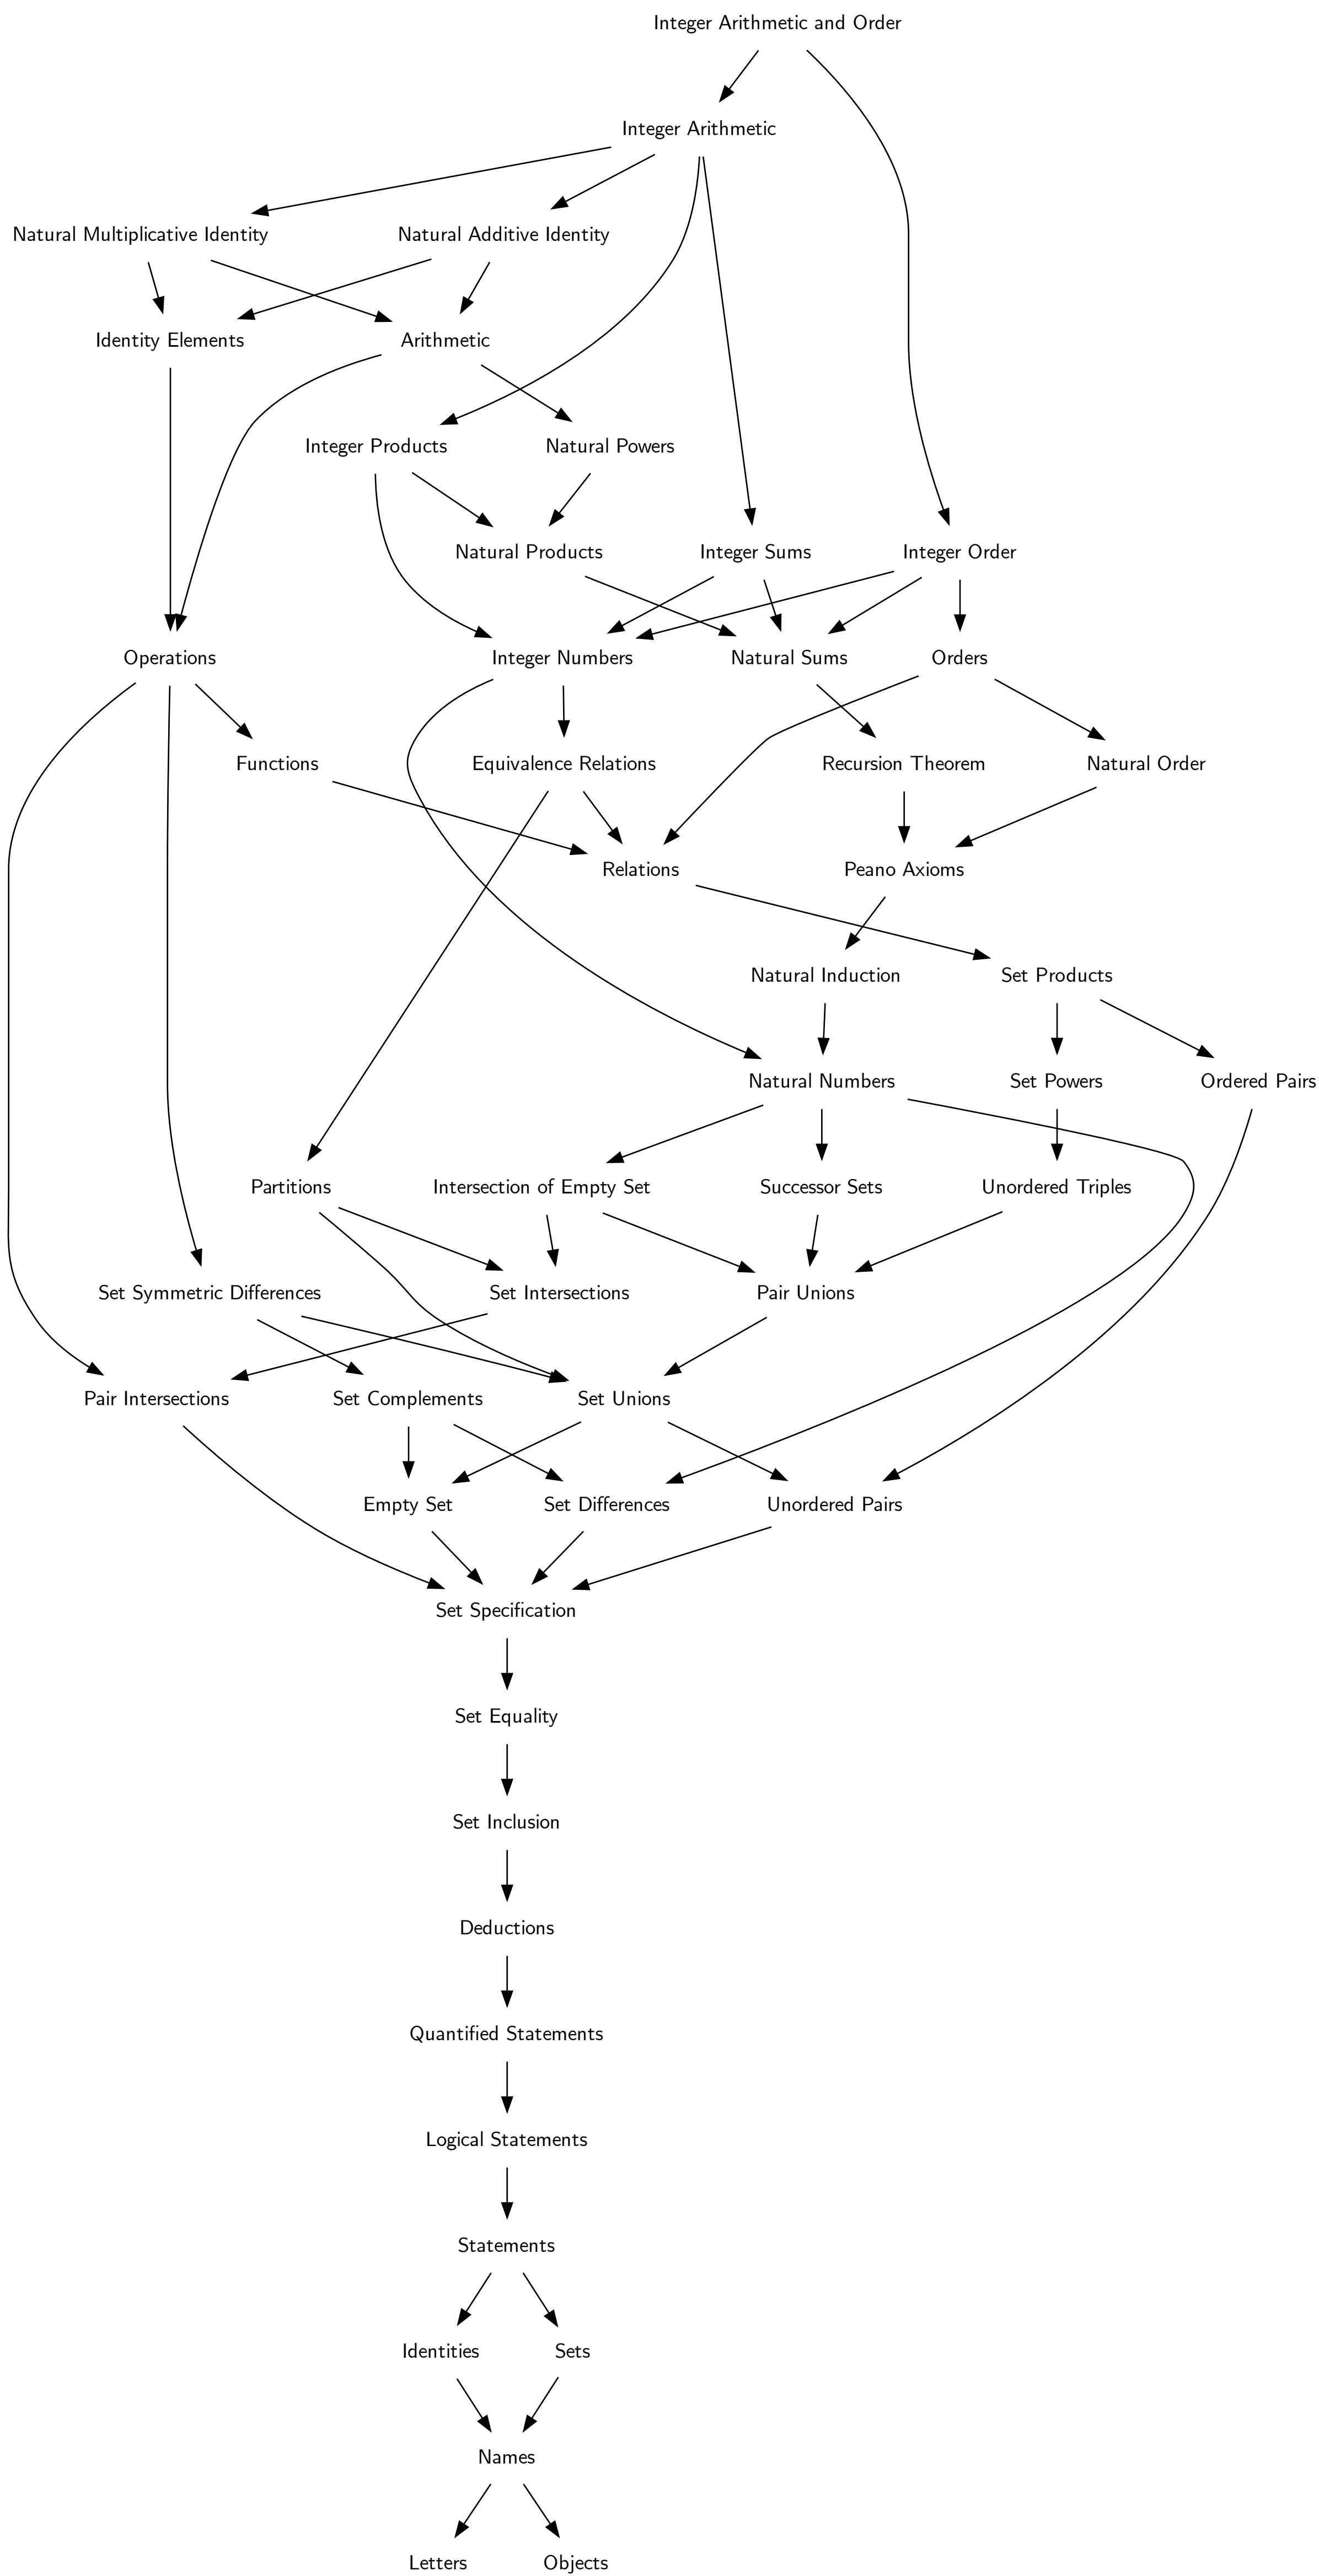 Integer Arithmetic and Order
Integer Arithmetic
Natural Multiplicative Identity
Natural Additive Identity
Identity Elements
Arithmetic
Integer Products
Natural Powers
Natural Products
Integer Sums
Integer Order
Operations
Integer Numbers
Natural Sums
Orders
Functions
Equivalence Relations
Recursion Theorem
Natural Order
Relations
Peano Axioms
Natural Induction
Set Products
Natural Numbers
Set Powers
Ordered Pairs
Partitions
Intersection of Empty Set
Successor Sets
Unordered Triples
Set Symmetric Differences
Set Intersections
Pair Unions
Pair Intersections
Set Complements
Set Unions
Empty Set
Set Differences
Unordered Pairs
Set Specification
Set Equality
Set Inclusion
Deductions
Quantified Statements
Logical Statements
Statements
Identities
Sets
Names
Letters
Objects